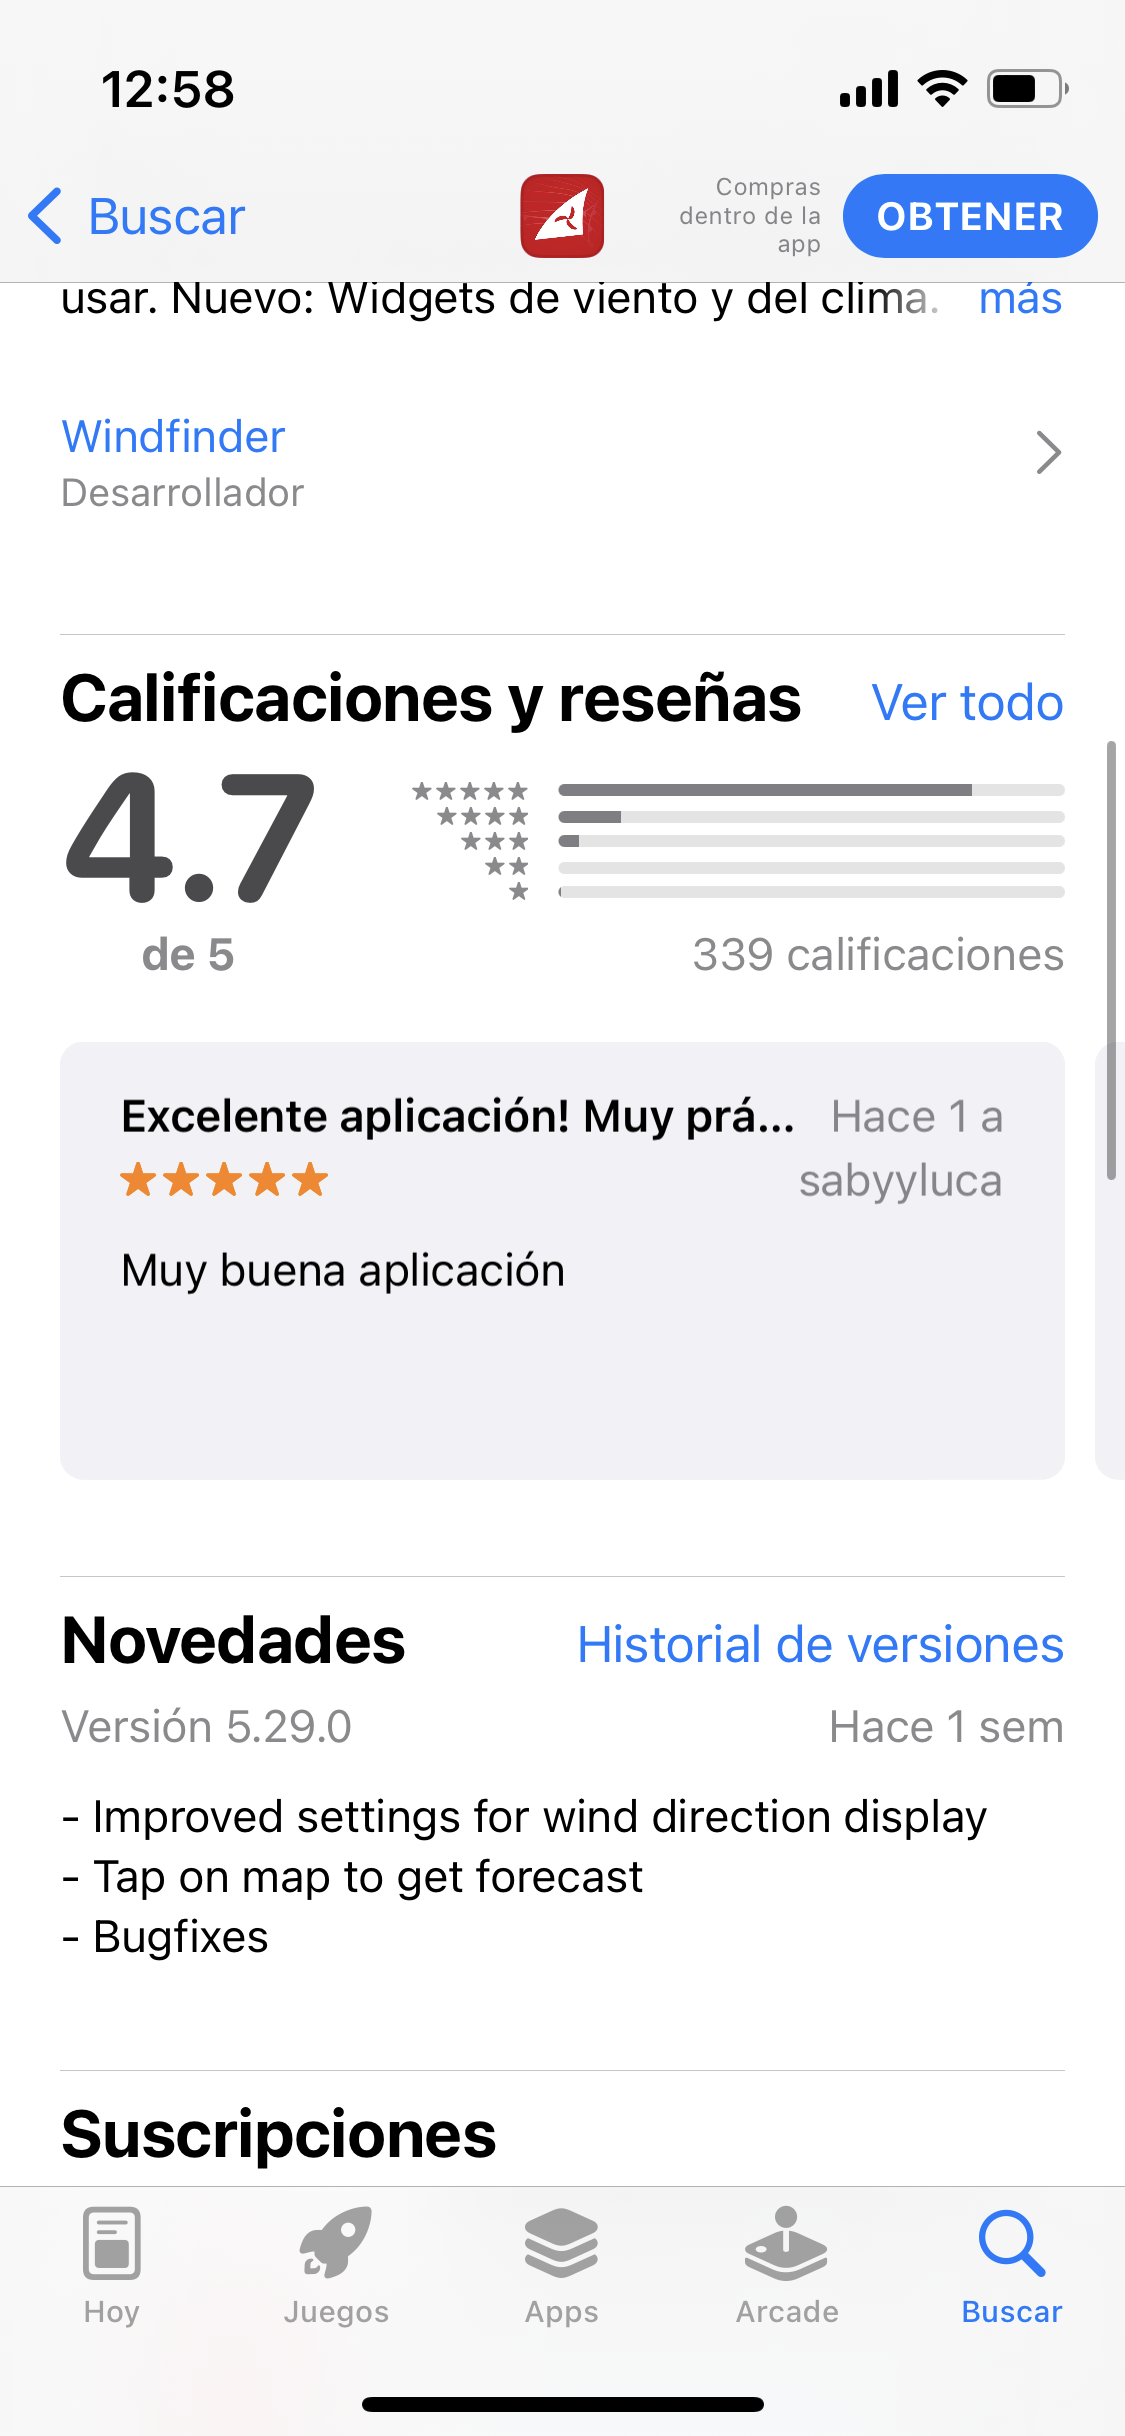 12:58
Buscar
Compras
dentro de la
app
OBTENER
usar. Nuevo: Widgets de viento y del clima. más
Windfinder
Desarrollador
Calificaciones y reseñas Ver todo
4.7
de 5
339 calificaciones
Excelente aplicación! Muy prá... Hace 1 a
sabyyluca
Muy buena aplicación
Novedades Historial de versiones
Versión 5.29.0 Hace 1 sem
- Improved settings for wind direction display
- Tap on map to get forecast
- Bugfixes
Suscripciones
Hoy Juegos Apps Arcade Buscar